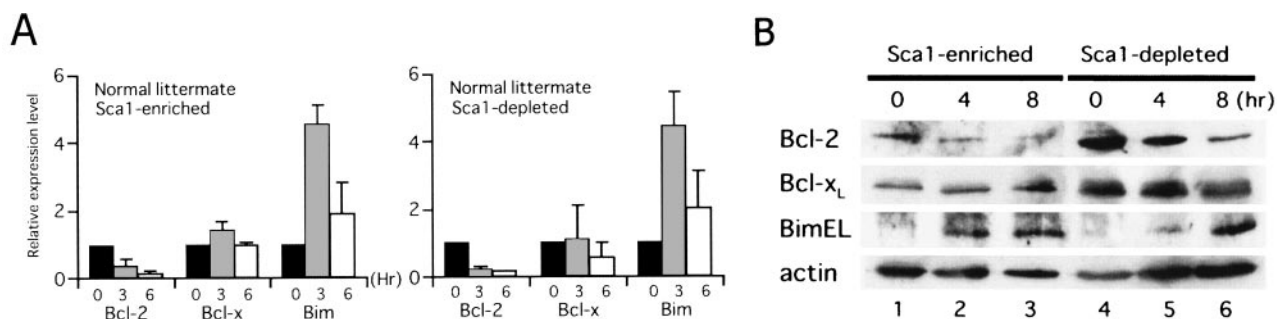 A
Relative expression level
6
4
2
0
Normal littermate
Sca1-enriched
0 3 6 0 3 6 0 3 6 (Hr)
Bcl-2 Bcl-x Bim
6
4
2
0
Normal littermate
Sca1-depleted
0 3 6 0 3 6 0 3 6
Bcl-2 Bcl-x Bim
B
Sca1-enriched Sca1-depleted
0 4 8 0 4 8 (hr)
Bcl-2
Bcl-xL
BimEL
actin
1 2 3 4 5 6